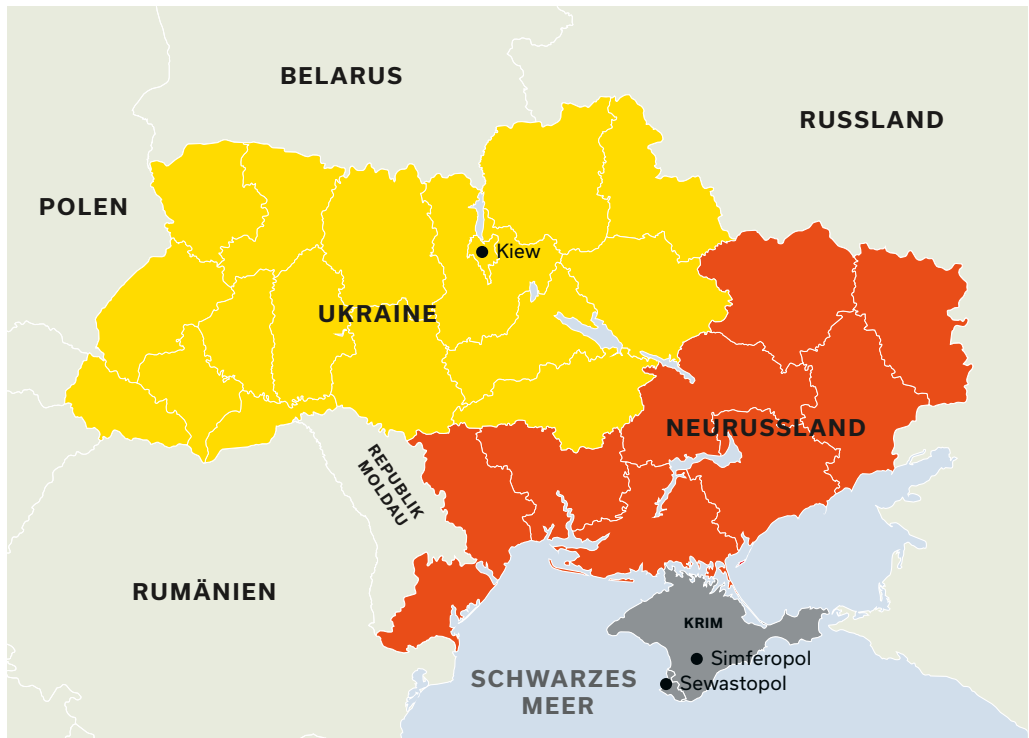 BELARUS
RUSSLAND
POLEN
Kiew
UKRAINE
NEURUSSLAND
REPUBLIK
MOLDAU
RUMÄNIEN
KRIM
Simferopol
Sewastopol
SCHWARZES
MEER